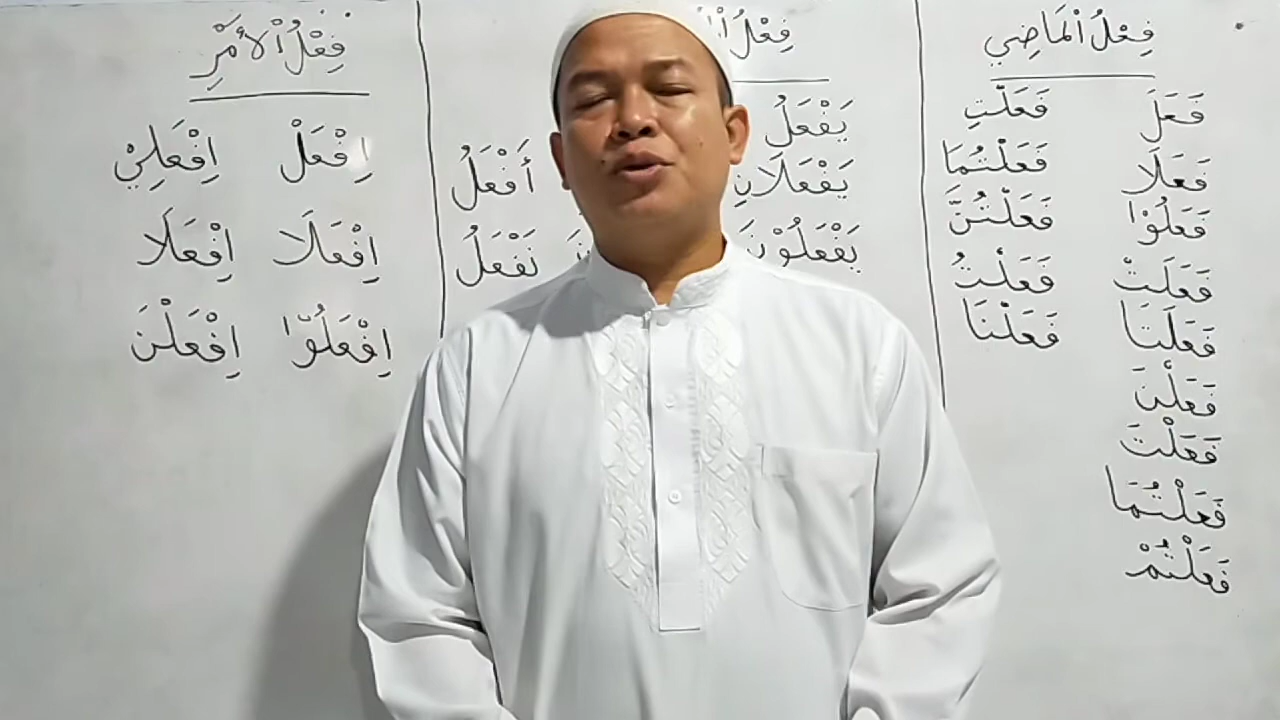 فِعْلُ الْمَاضِي
فَعَلَ
فَعَلَا
فَعَلُوْا
فَعَلَتْ
فَعَلَتَا
فَعَلْنَ
فَعَلْتَ
فَعَلْتُمَا
فَعَلْتُمْ
فَعَلْتِ
فَعَلْتُمَا
فَعَلْتُنَّ
فَعَلْتُ
فَعَلْنَا
فِعْلُ
يَفْعَلُ
يَفْعَلَانِ
يَفْعَلُوْنَ
أَفْعَلُ
نَفْعَلُ
فِعْلُ الْأَمْرِ
اِفْعَلْ اِفْعَلِيْ
اِفْعَلَا اِفْعَلَا
اِفْعَلُوْا اِفْعَلْنَ